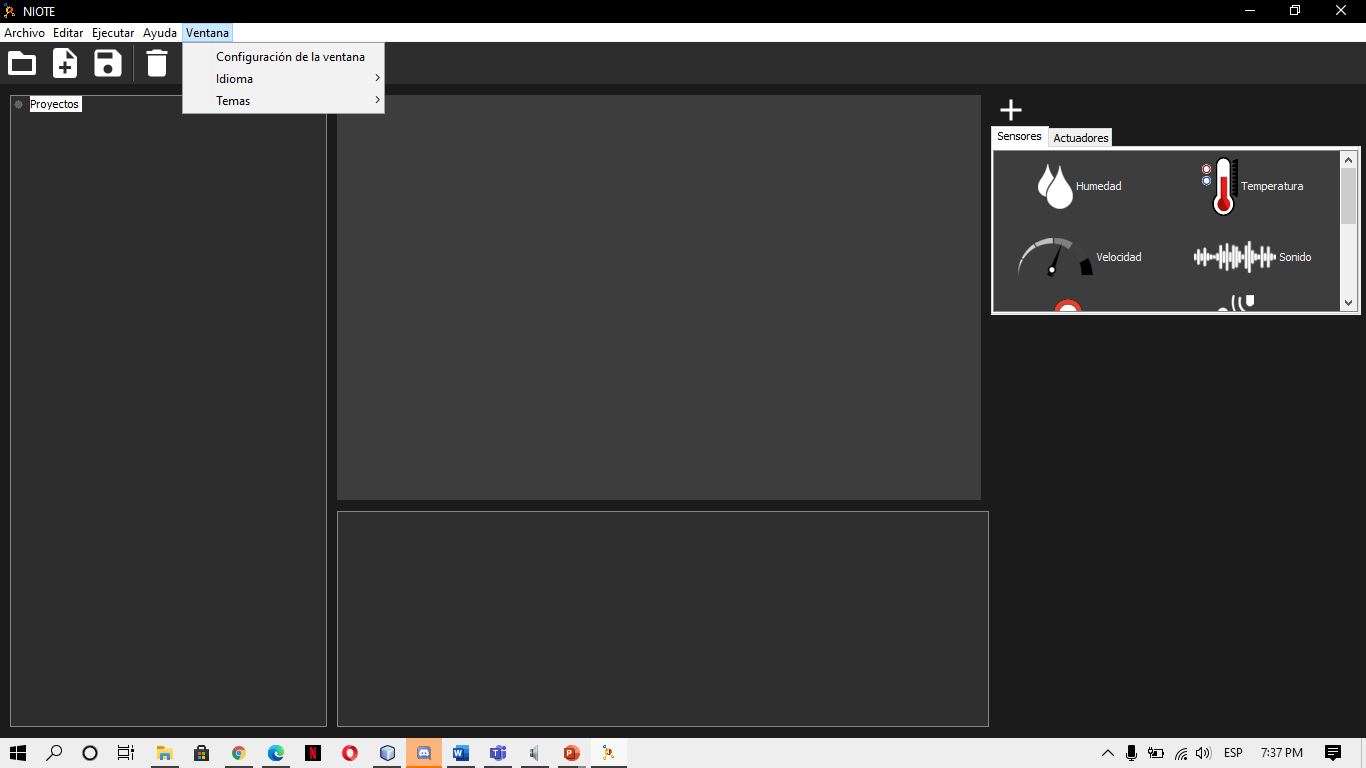 NIOTE
Archivo Editar Ejecutar Ayuda Ventana
Configuración de la ventana
Idioma
Temas
Proyectos
Sensores Actuadores
Humedad Temperatura
Velocidad Sonido
ESP 7:37 PM